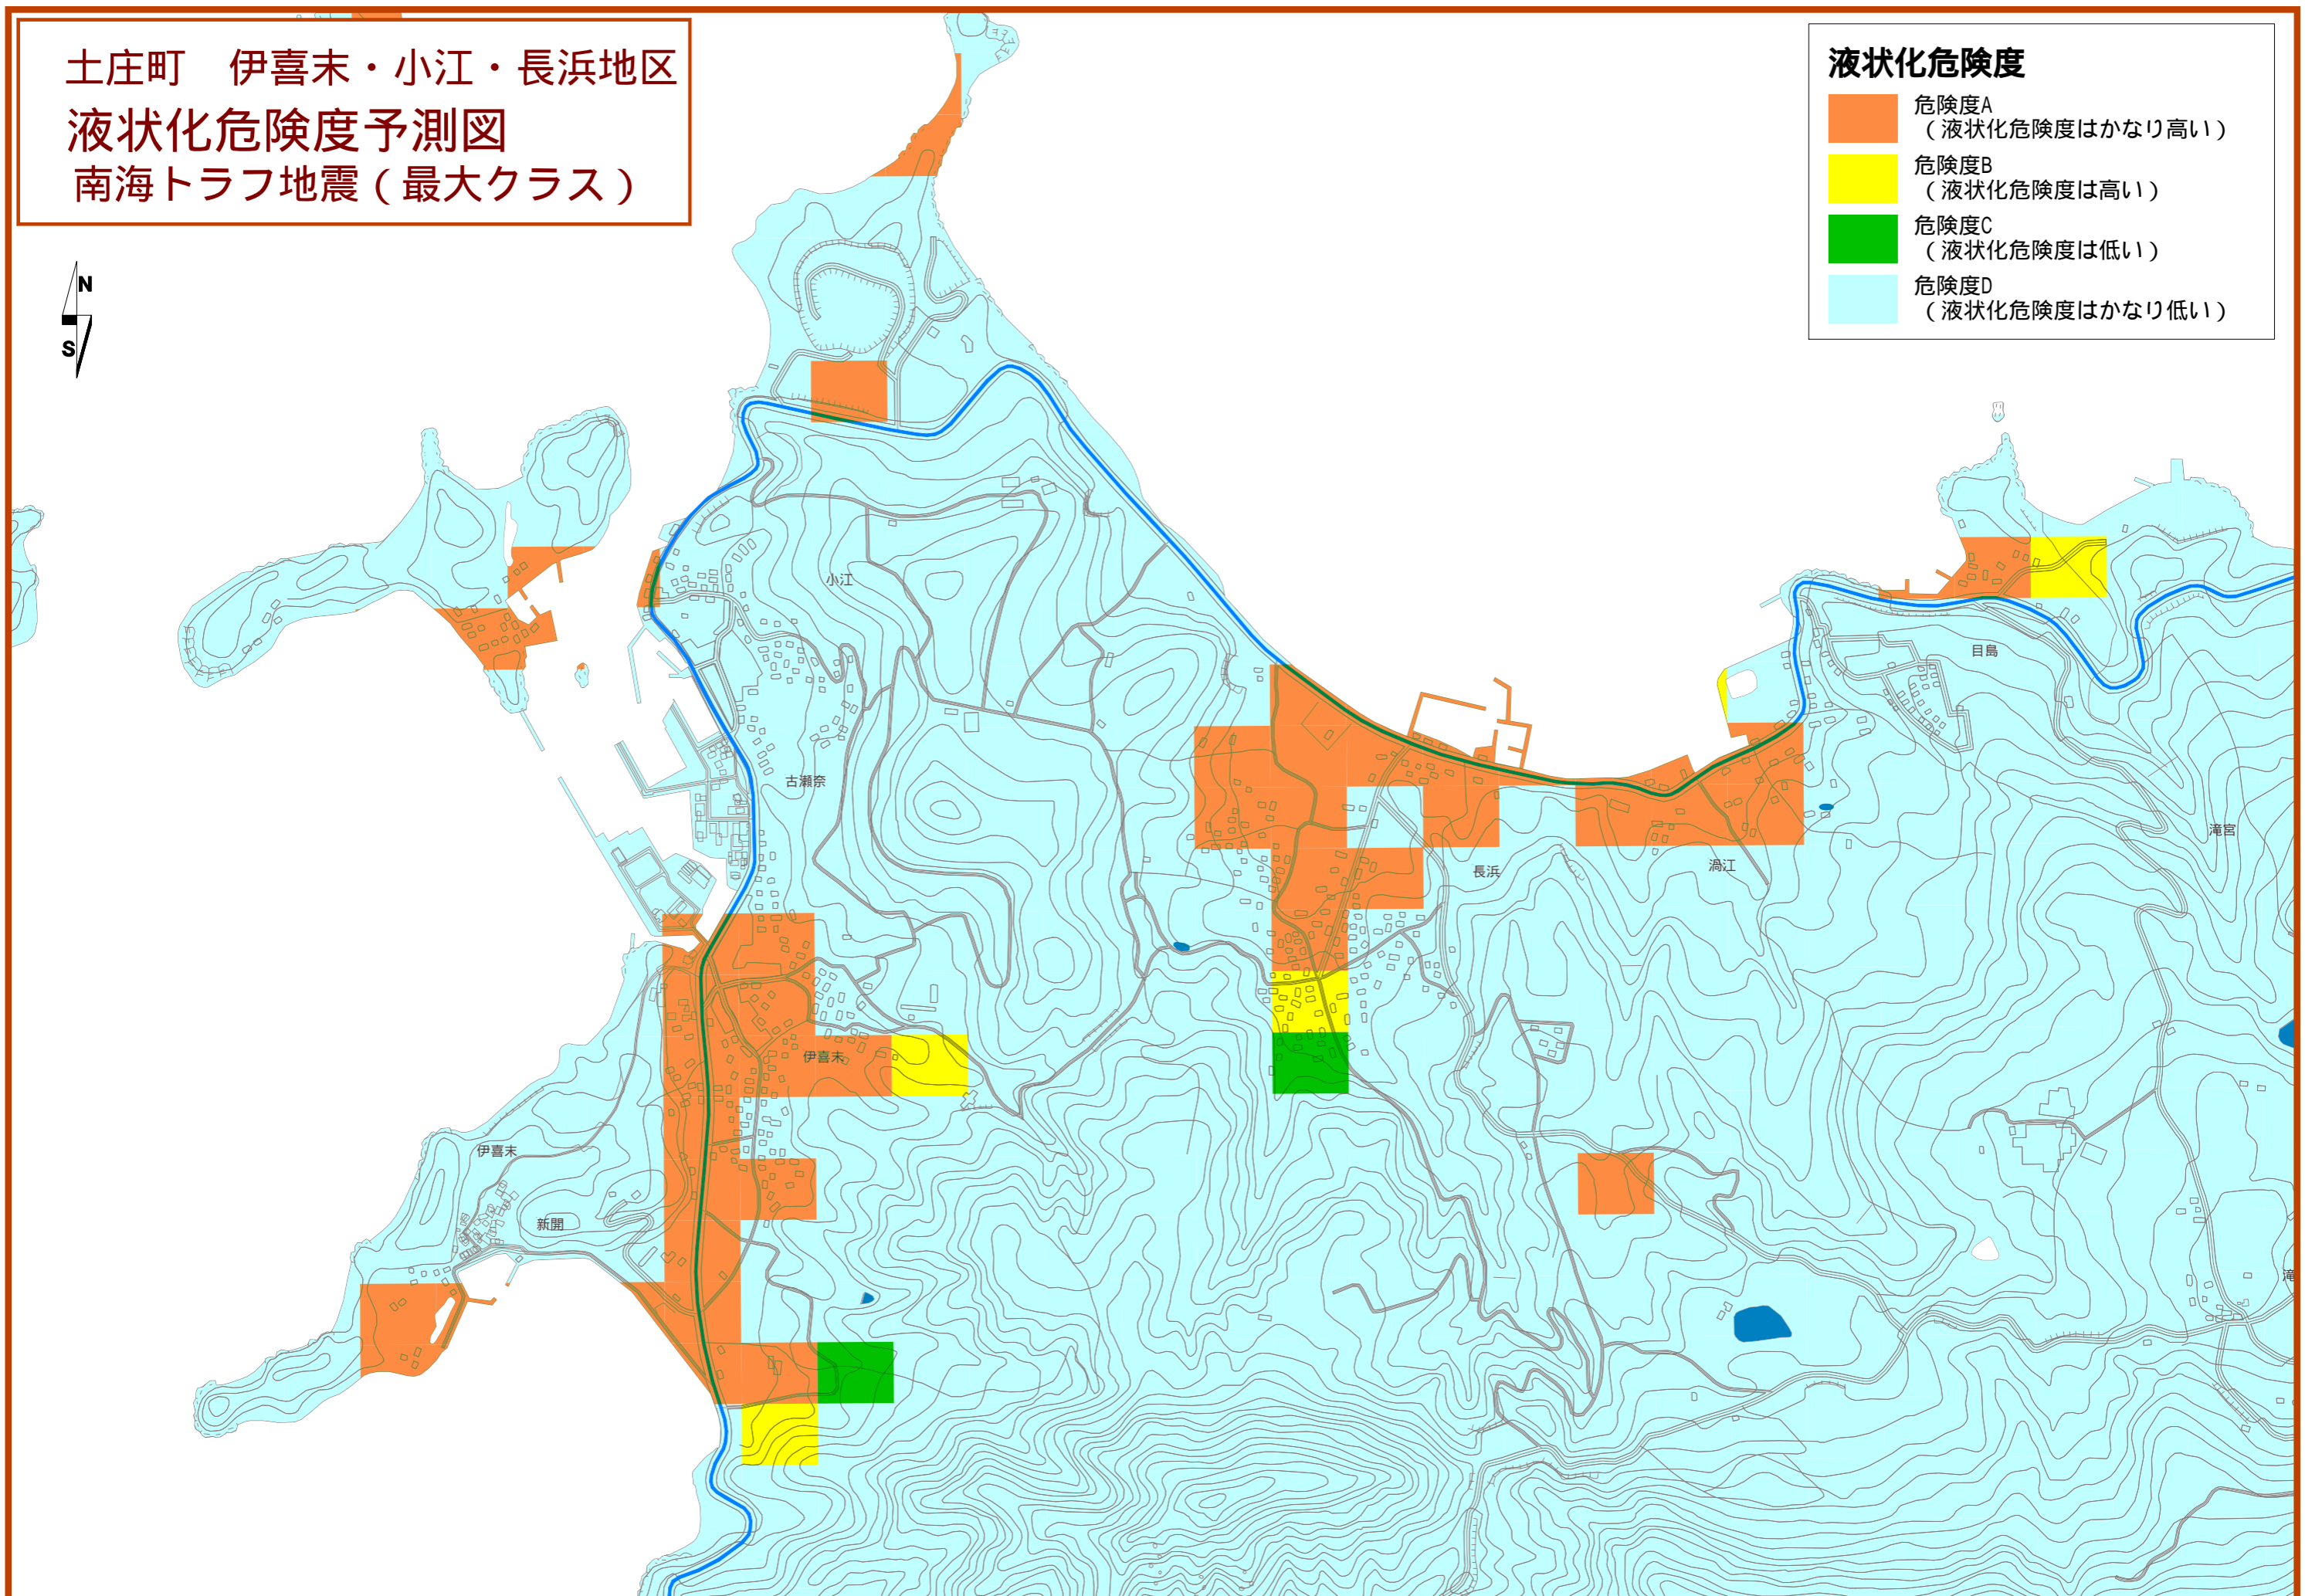 土庄町　伊喜末・小江・長浜地区
液状化危険度予測図
南海トラフ地震（最大クラス）
液状化危険度
危険度A
（液状化危険度はかなり高い）
危険度B
（液状化危険度は高い）
危険度C
（液状化危険度は低い）
危険度D
（液状化危険度はかなり低い）
N
S
小江
目島
古瀬奈
滝宮
渦江
長浜
伊喜末
伊喜末
新開
滝